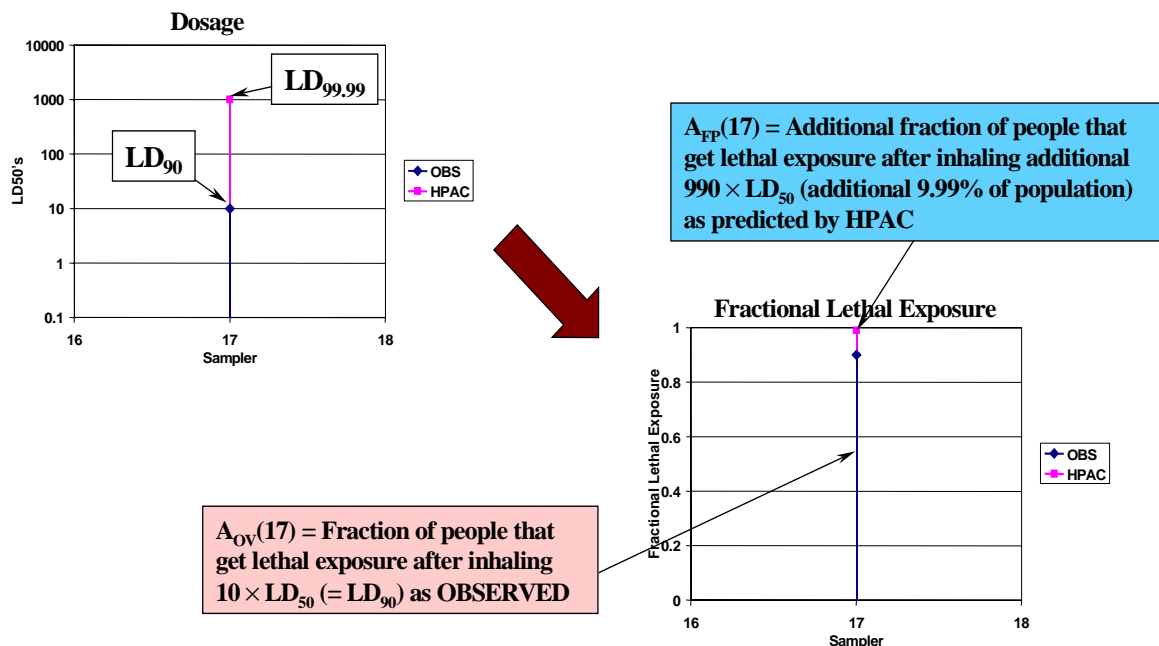 Dosage
10000
1000
100
10
1
0.1
LD50's
LD99.99
LD90
16
17
18
Sampler
OBS
HPAC
AFP(17) = Additional fraction of people that
get lethal exposure after inhaling additional
990 × LD50 (additional 9.99% of population)
as predicted by HPAC
Fractional Lethal Exposure
1
0.8
0.6
0.4
0.2
0
Fractional Lethal Exposure
16
17
18
Sampler
OBS
HPAC
AOV(17) = Fraction of people that
get lethal exposure after inhaling
10 × LD50 (= LD90) as OBSERVED